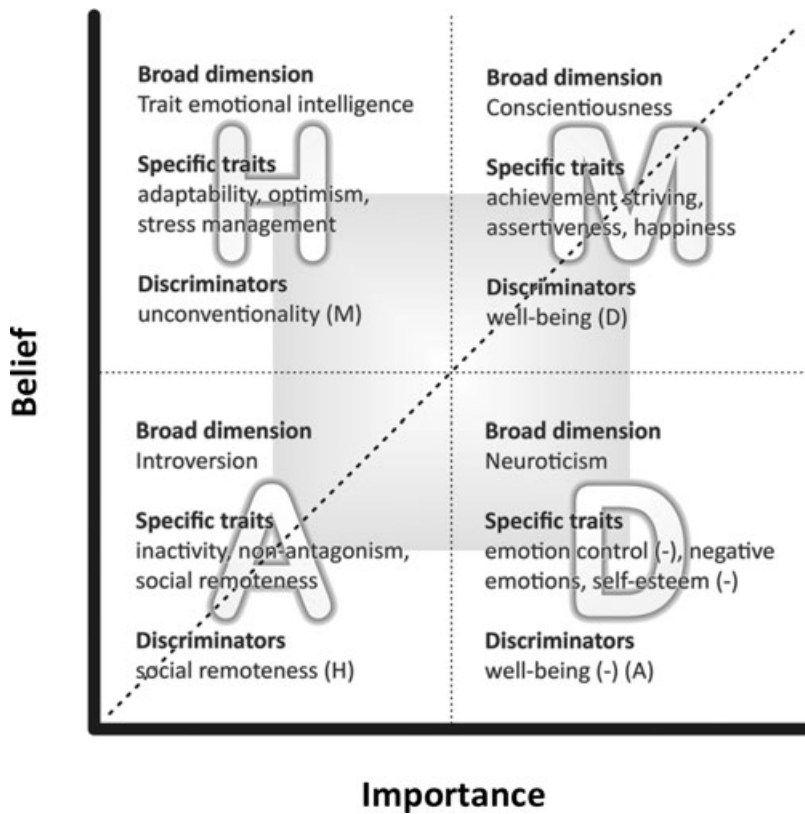 Belief
H
Broad dimension
Trait emotional intelligence
Specific traits
adaptability, optimism,
stress management
Discriminators
unconventionality (M)
M
Broad dimension
Conscientiousness
Specific traits
achievement striving,
assertiveness, happiness
Discriminators
well-being (D)
A
Broad dimension
Introversion
Specific traits
inactivity, non-antagonism,
social remoteness
Discriminators
social remoteness (H)
D
Broad dimension
Neuroticism
Specific traits
emotion control (-), negative
emotions, self-esteem (-)
Discriminators
well-being (-) (A)
Importance